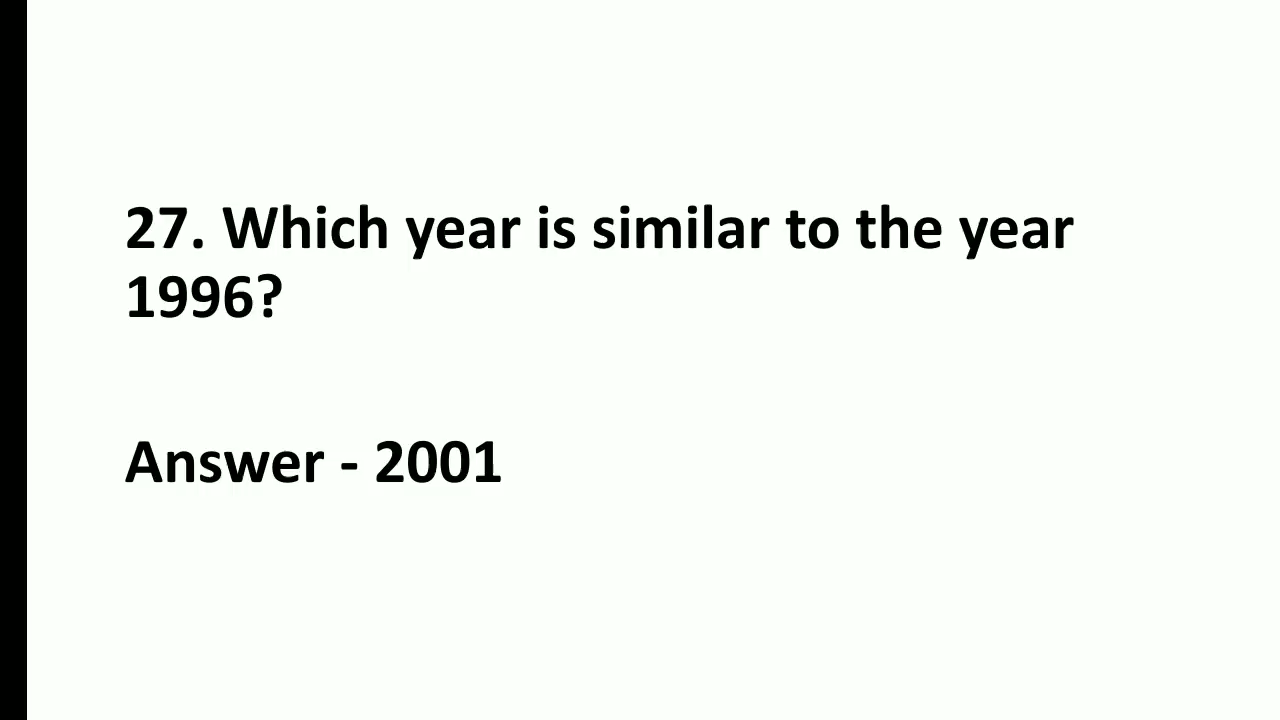 27. Which year is similar to the year
1996?
Answer - 2001